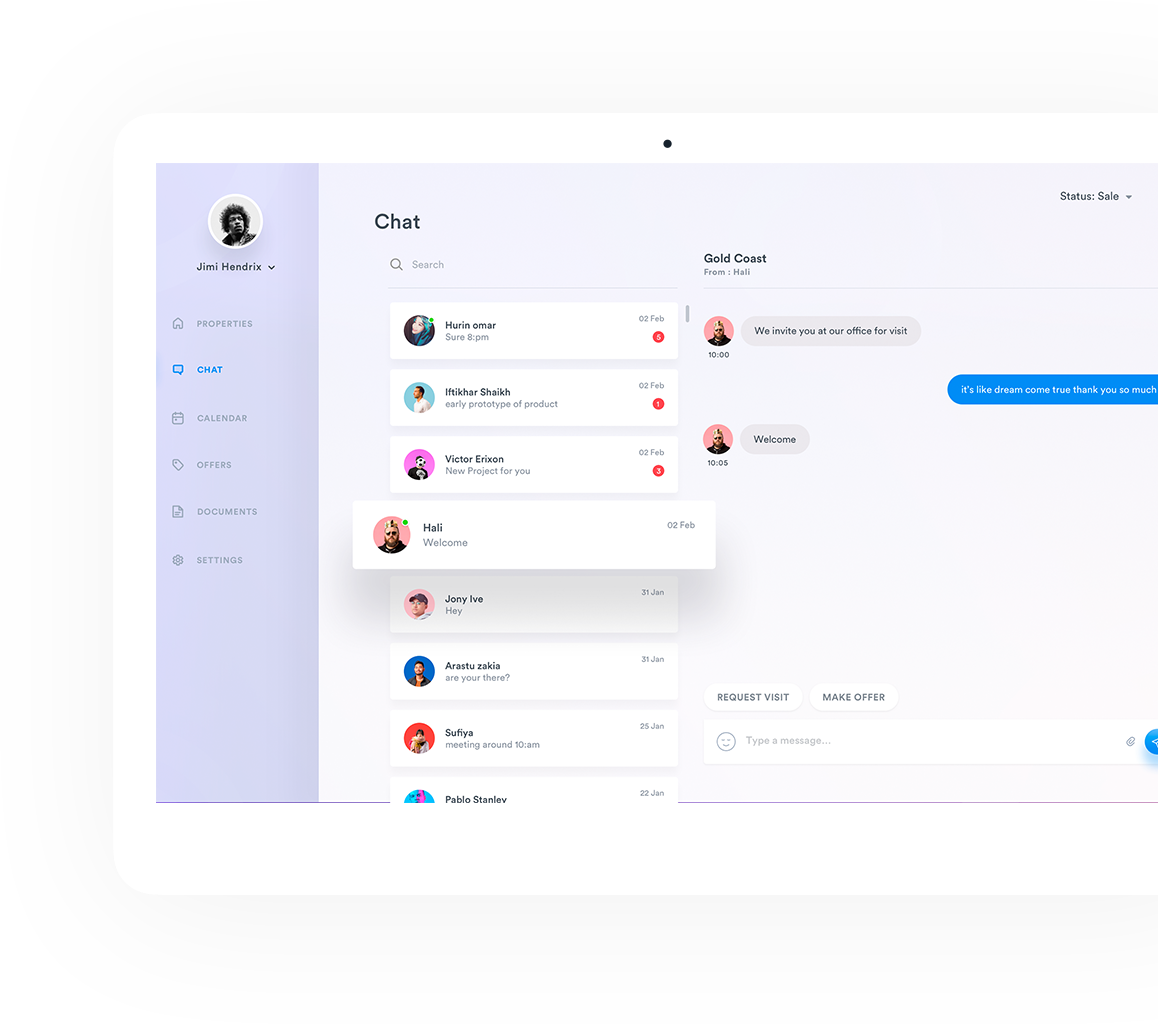 Jimi Hendrix
PROPERTIES
CHAT
CALENDAR
OFFERS
DOCUMENTS
SETTINGS
Chat
Search
Hurin omar
02 Feb
Sure 8:pm
5
Iftikhar Shaikh
02 Feb
early prototype of product
1
Victor Erixon
02 Feb
New Project for you
3
Hali
02 Feb
Welcome
Jony Ive
31 Jan
Hey
Arastu zakia
31 Jan
are your there?
Sufiya
25 Jan
meeting around 10:am
Pablo Stanley
22 Jan
Status: Sale
Gold Coast
From : Hali
We invite you at our office for visit
10:00
it's like dream come true thank you so much
Welcome
10:05
REQUEST VISIT
MAKE OFFER
Type a message...